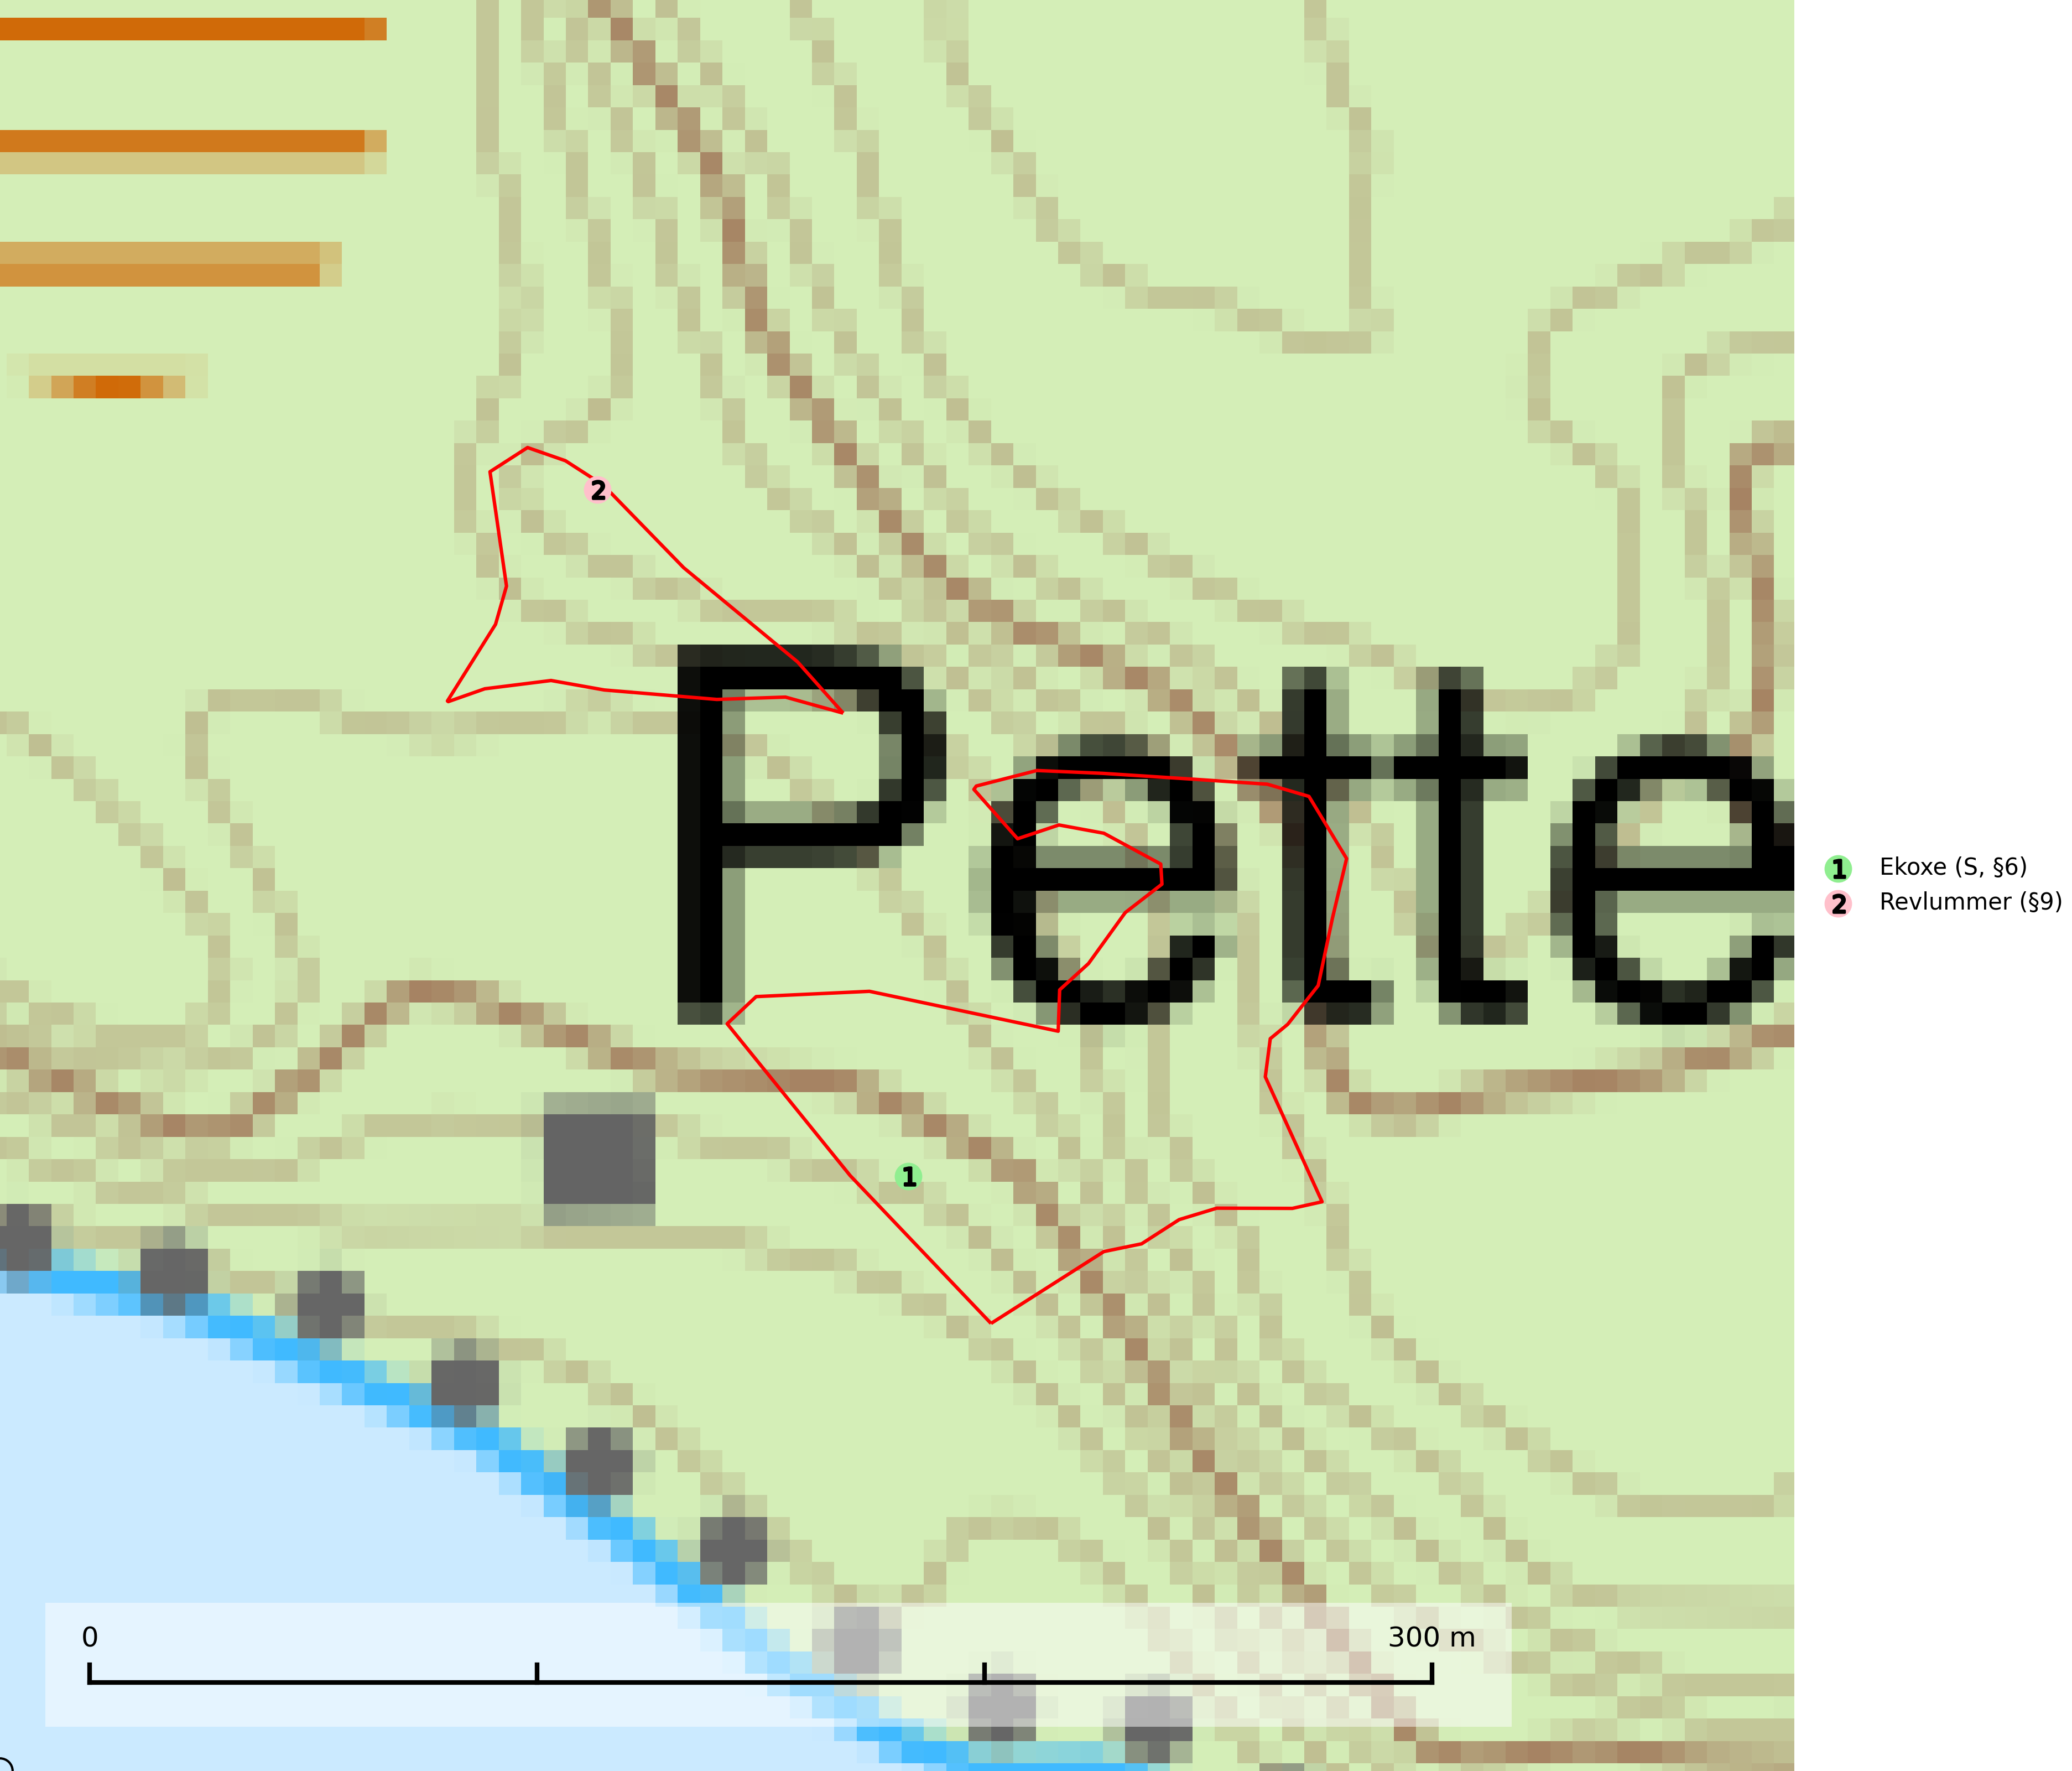 2
Pette
1
1 Ekoxe (S, §6)
2 Revlummer (§9)
0 300 m